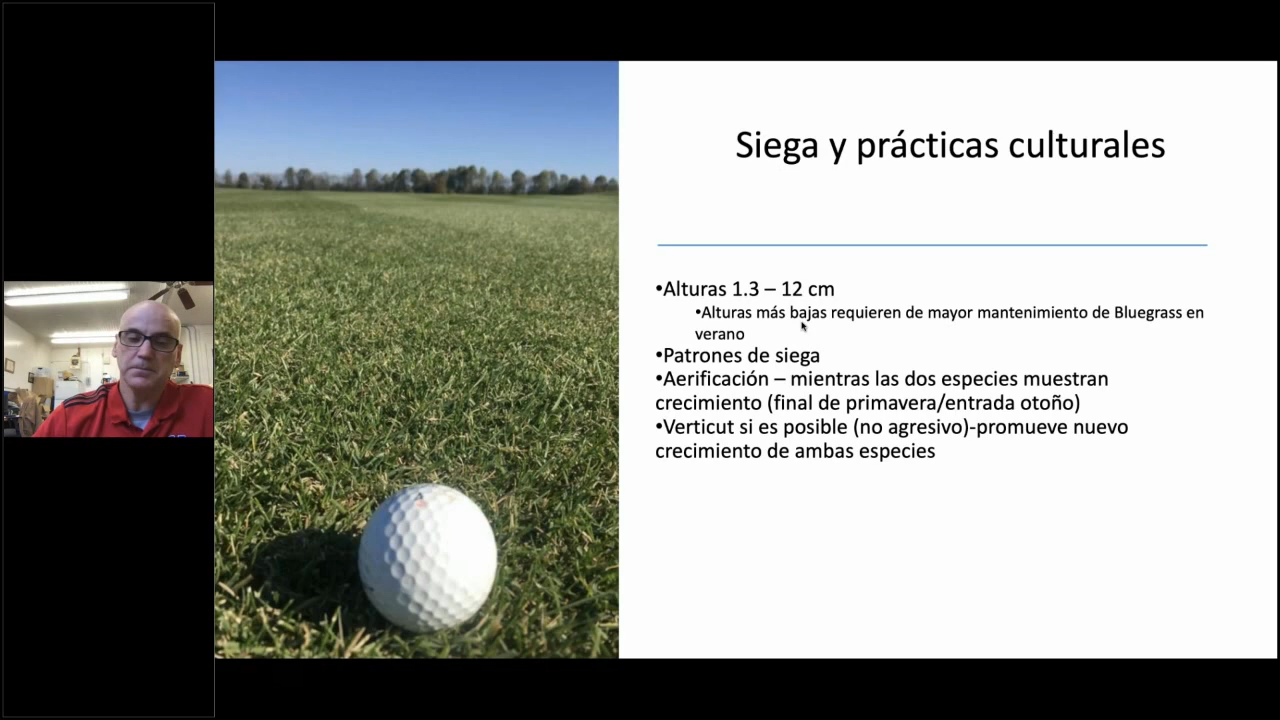 Siega y prácticas culturales
•Alturas 1.3 – 12 cm
•Alturas más bajas requieren de mayor mantenimiento de Bluegrass en
verano
•Patrones de siega
•Aerificación – mientras las dos especies muestran
crecimiento (final de primavera/entrada otoño)
•Verticut si es posible (no agresivo)-promueve nuevo
crecimiento de ambas especies